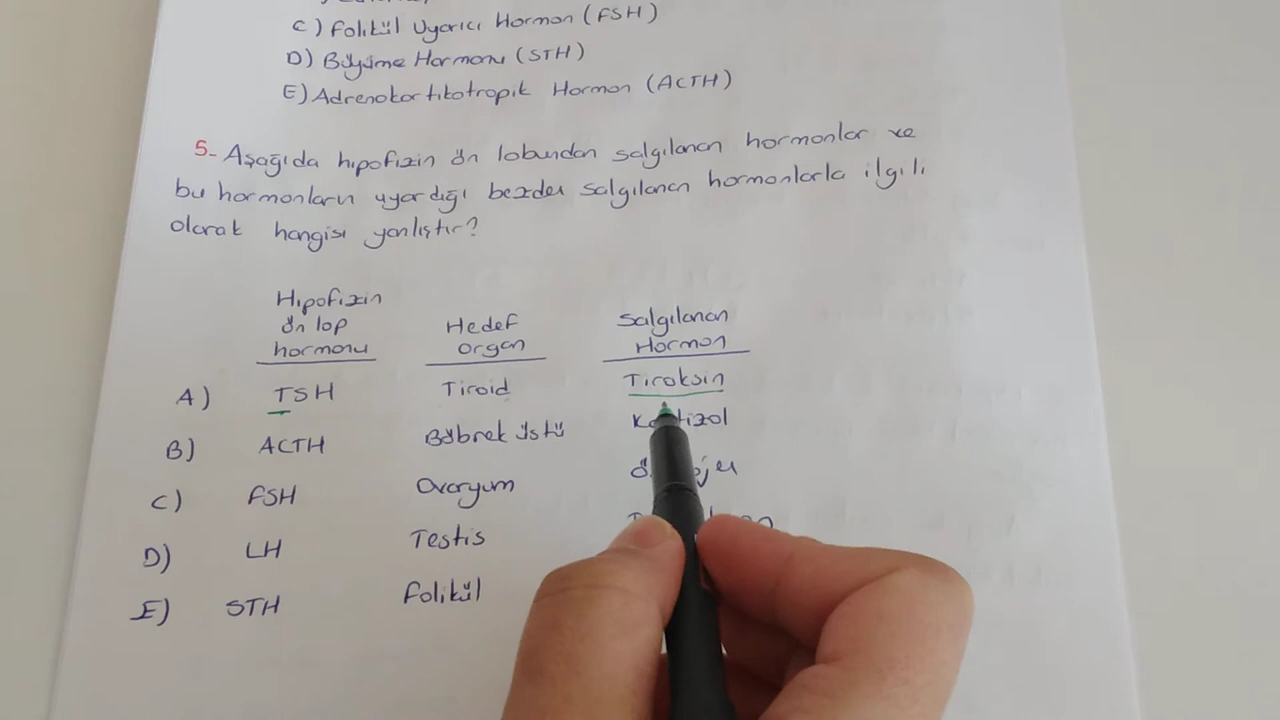 C) Folikül Uyarıcı Hormon (FSH)
D) Büyüme Hormonu (STH)
E) Adrenokortikotropik Hormon (ACTH)
5- Aşağıda hipofizin ön lobundan salgılanan hormonlar ve
bu hormonların uyardığı bezden salgılanan hormonlarla ilgili
olarak hangisi yanlıştır?
Hipofizin ön lop hormonu
Hedef organ
Salgılanan Hormon
A) TSH Tiroid Tiroksin
B) ACTH Böbrek üstü
C) FSH Ovaryum
D) LH Testis
E) STH Folikül